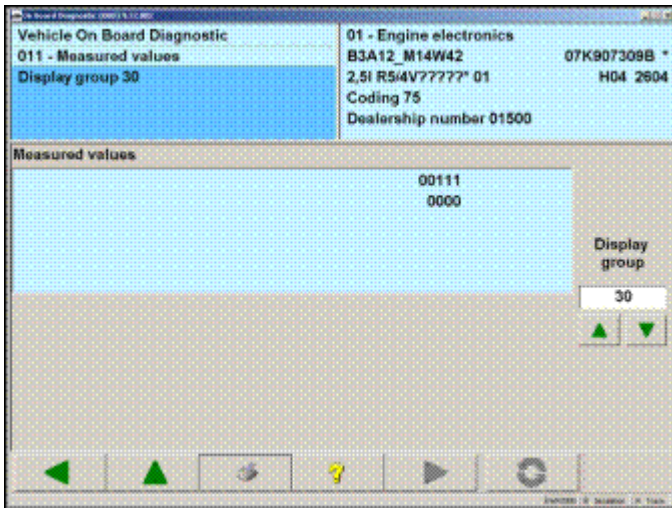 Vehicle On Board Diagnostic
011 - Measured values
Display group 30
01 - Engine electronics
B3A12_M14W42 07K907309B *
2,5l R5/4V?????* 01 H04 2604
Coding 75
Dealership number 01500
Measured values
00111
0000
Display
group
30